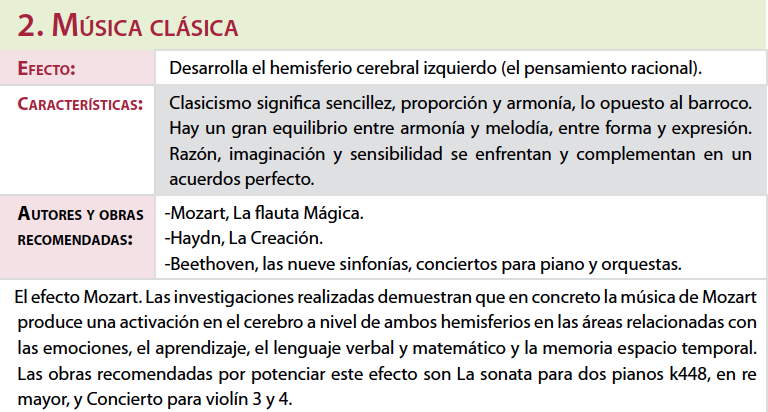 2. Música clásica
Efecto: Desarrolla el hemisferio cerebral izquierdo (el pensamiento racional).
Características: Clasicismo significa sencillez, proporción y armonía, lo opuesto al barroco.
Hay un gran equilibrio entre armonía y melodía, entre forma y expresión.
Razón, imaginación y sensibilidad se enfrentan y complementan en un
acuerdos perfecto.
Autores y obras
recomendadas:
-Mozart, La flauta Mágica.
-Haydn, La Creación.
-Beethoven, las nueve sinfonías, conciertos para piano y orquestas.
El efecto Mozart. Las investigaciones realizadas demuestran que en concreto la música de Mozart
produce una activación en el cerebro a nivel de ambos hemisferios en las áreas relacionadas con
las emociones, el aprendizaje, el lenguaje verbal y matemático y la memoria espacio temporal.
Las obras recomendadas por potenciar este efecto son La sonata para dos pianos k448, en re
mayor, y Concierto para violín 3 y 4.